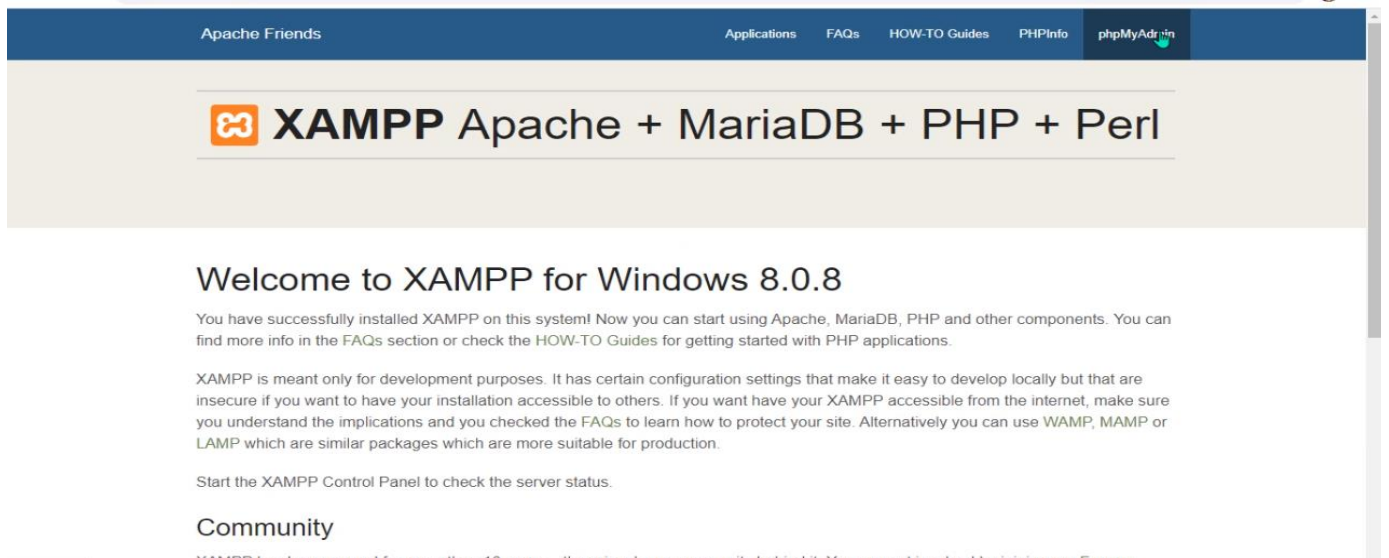 Apache Friends
Applications FAQs HOW-TO Guides PHPInfo phpMyAdmin
XAMPP Apache + MariaDB + PHP + Perl
Welcome to XAMPP for Windows 8.0.8
You have successfully installed XAMPP on this system! Now you can start using Apache, MariaDB, PHP and other components. You can
find more info in the FAQs section or check the HOW-TO Guides for getting started with PHP applications.
XAMPP is meant only for development purposes. It has certain configuration settings that make it easy to develop locally but that are
insecure if you want to have your installation accessible to others. If you want have your XAMPP accessible from the internet, make sure
you understand the implications and you checked the FAQs to learn how to protect your site. Alternatively you can use WAMP, MAMP or
LAMP which are similar packages which are more suitable for production.
Start the XAMPP Control Panel to check the server status.
Community